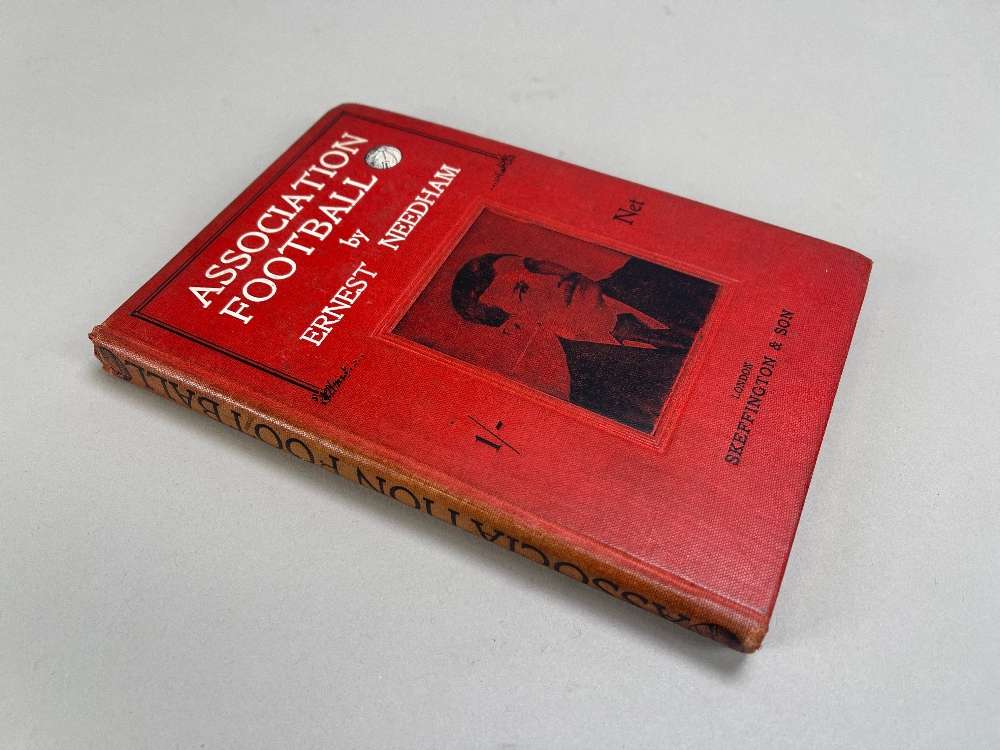 ASSOCIATION
FOOTBALL
by
ERNEST NEEDHAM
1/- Net
LONDON
SKEFFINGTON & SON
ASSOCIATION FOOTBALL